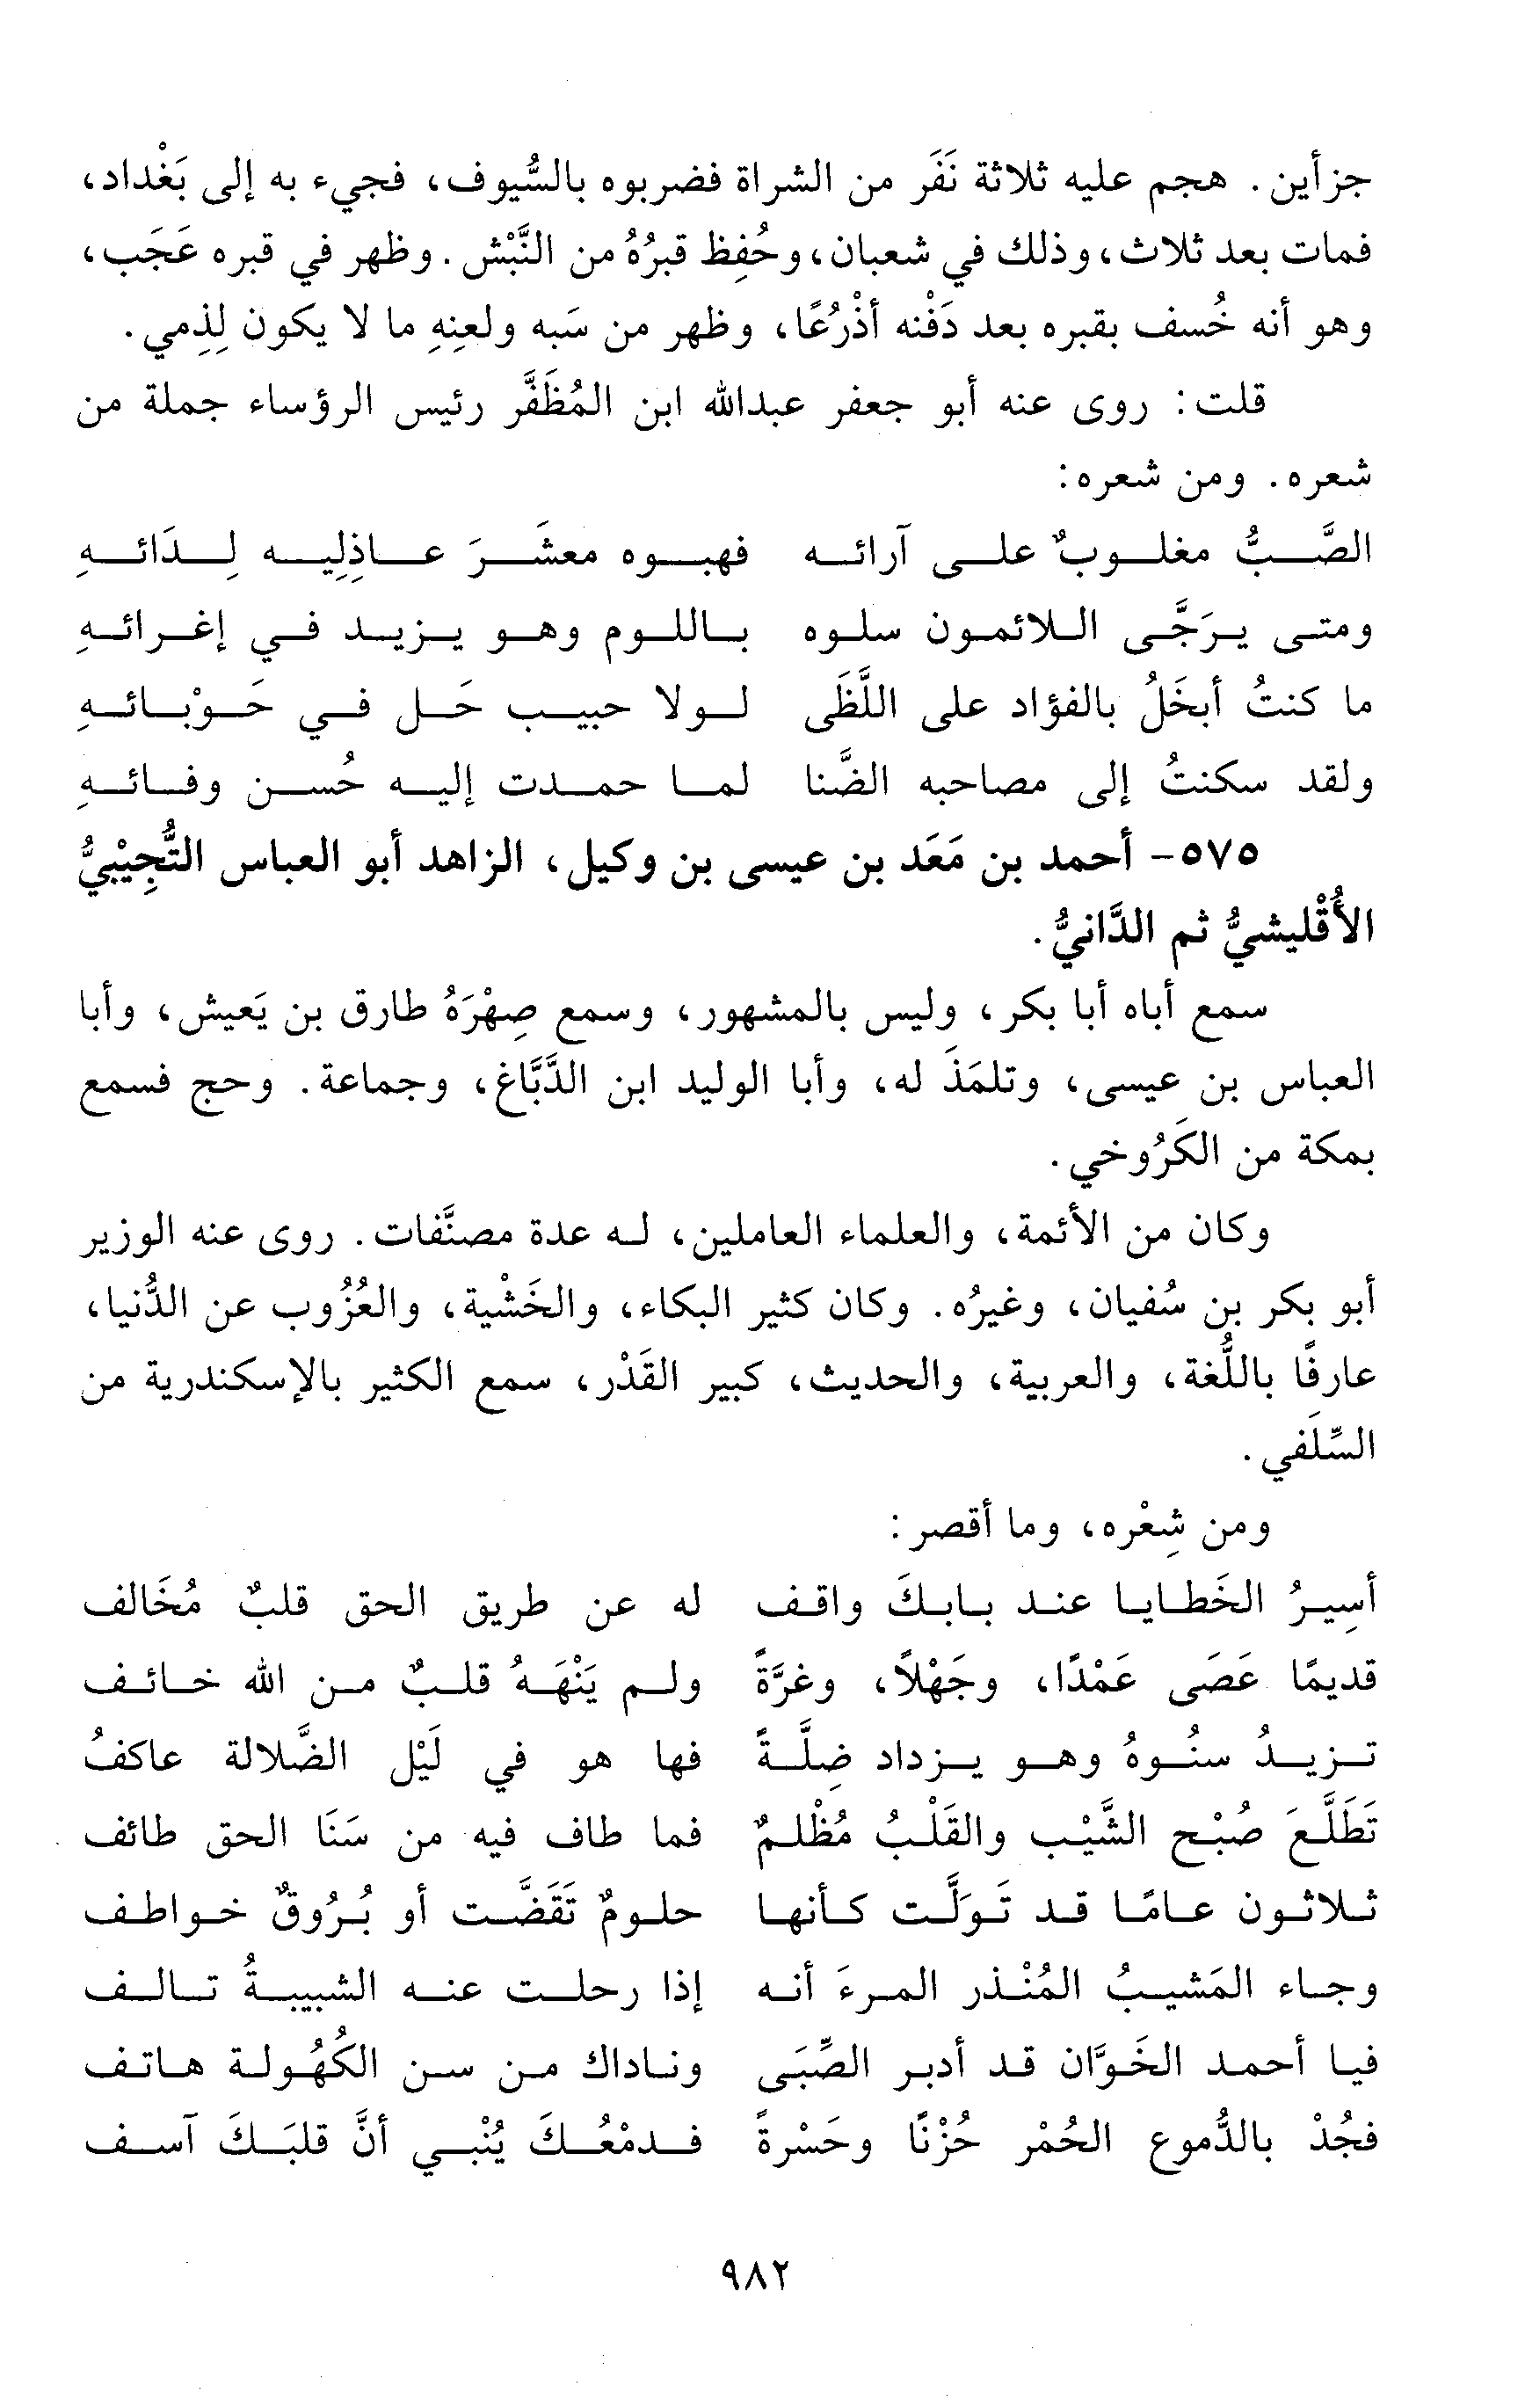 جزأين. هجم عليه ثلاثة نَفَر من الشراة فضربوه بالسُّيوف، فجيء به إلى بَغْداد،
فمات بعد ثلاث، وذلك في شعبان، وحُفِظ قبرُهُ من النَّبْش. وظهر في قبره عَجَب،
وهو أنه خُسف بقبره بعد دَفْنه أذْرُعًا، وظهر من سَبه ولعنِهِ ما لا يكون لِذِمي.
قلت: روى عنه أبو جعفر عبدالله ابن المُظَفَّر رئيس الرؤساء جملة من
شعره. ومن شعره:
الصَّبُّ مغلوبٌ على آرائه فهبوه معشَرَ عاذِلِيه لِدَائهِ
ومتى يرَجَّى اللائمون سلوه باللوم وهو يزيد في إغرائهِ
ما كنتُ أبخَلُ بالفؤاد على اللَّظَى لولا حبيب حَل في حَوْبائهِ
ولقد سكنتُ إلى مصاحبه الضَّنا لما حمدت إليه حُسن وفائهِ
٥٧٥- أحمد بن مَعَد بن عيسى بن وكيل، الزاهد أبو العباس التُّجِيْبيُّ
الأُقْليشيُّ ثم الدَّانيُّ.
سمع أباه أبا بكر، وليس بالمشهور، وسمع صِهْرَهُ طارق بن يَعيش، وأبا
العباس بن عيسى، وتلمَذَ له، وأبا الوليد ابن الدَّبَّاغ، وجماعة. وحج فسمع
بمكة من الكَرُوخي.
وكان من الأئمة، والعلماء العاملين، له عدة مصنَّفات. روى عنه الوزير
أبو بكر بن سُفيان، وغيرُه. وكان كثير البكاء، والخَشْية، والعُزُوب عن الدُّنيا،
عارفًا باللُّغة، والعربية، والحديث، كبير القَدْر، سمع الكثير بالإسكندرية من
السِّلَفي.
ومن شِعْره، وما أقصر:
أسِيرُ الخَطايا عند بابكَ واقف له عن طريق الحق قلبٌ مُخَالف
قديمًا عَصَى عَمْدًا، وجَهْلاً، وغرَّةً ولم يَنْهَهُ قلبٌ من الله خائف
تزيدُ سنُوهُ وهو يزداد ضِلَّةً فها هو في لَيْل الضَّلالة عاكفُ
تَطَلَّعَ صُبْح الشَّيْب والقَلْبُ مُظْلمٌ فما طاف فيه من سَنَا الحق طائف
ثلاثون عامًا قد تَولَّت كأنها حلومٌ تَقَضَّت أو بُرُوقٌ خواطف
وجاء المَشيبُ المُنْذر المرءَ أنه إذا رحلت عنه الشبيبةُ تالف
فيا أحمد الخَوَّان قد أدبر الصِّبَى وناداك من سن الكُهُولة هاتف
فجُدْ بالدُّموع الحُمْر حُزْنًا وحَسْرةً فدمْعُكَ يُنْبي أنَّ قلبَكَ آسف
٩٨٢